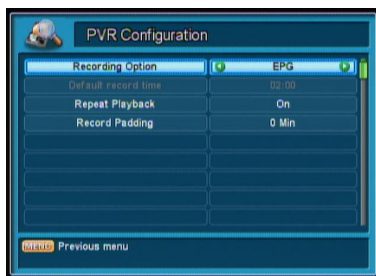 PVR Configuration
Recording Option EPG
Default record time 02:00
Repeat Playback On
Record Padding 0 Min
MENU Previous menu